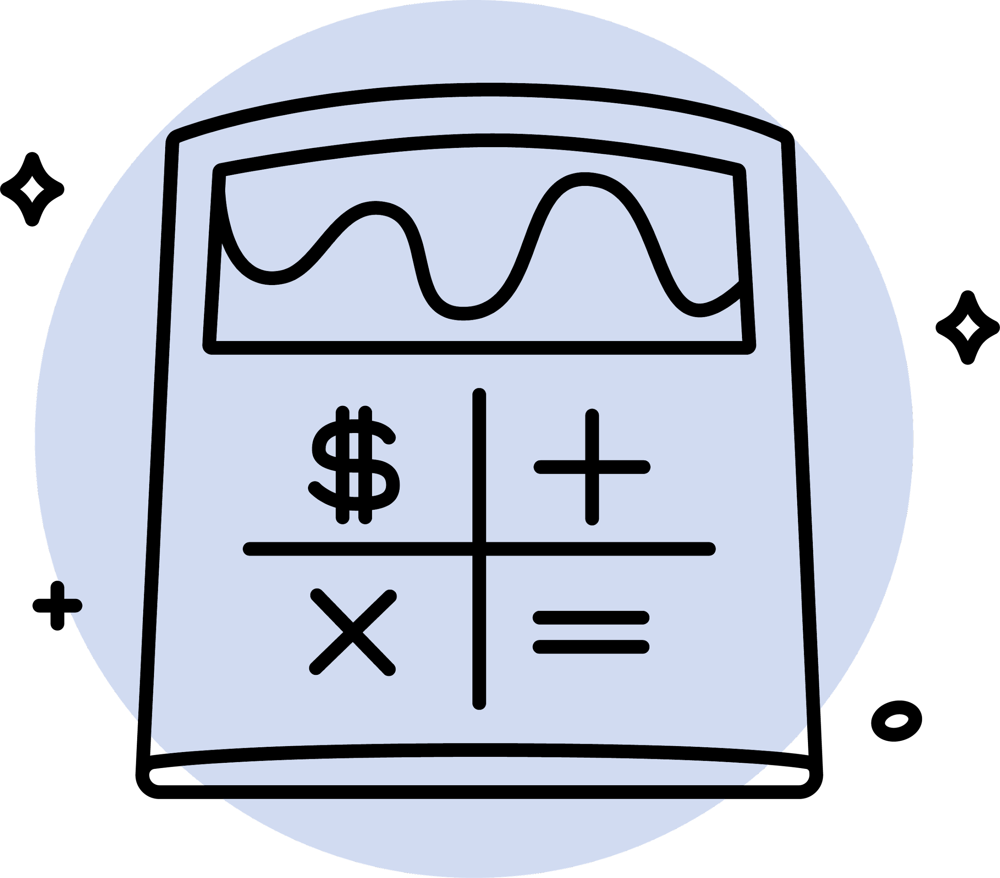 $ +
× =